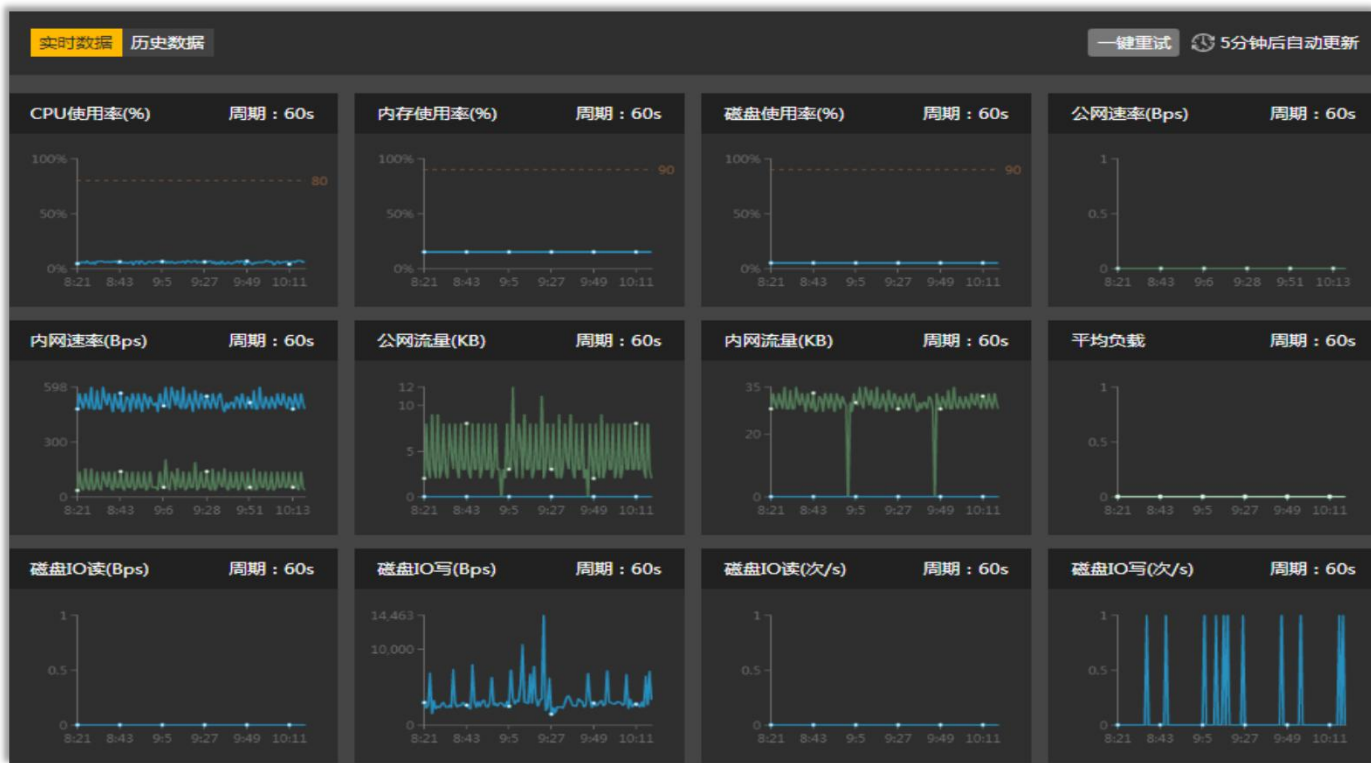 实时数据 历史数据 一键重试 5分钟后自动更新
CPU使用率(%) 周期：60s 内存使用率(%) 周期：60s 磁盘使用率(%) 周期：60s 公网速率(Bps) 周期：60s
100% 100% 100% 1
80 90 90
50% 50% 50% 0.5
0% 0% 0% 0
8:21 8:43 9:5 9:27 9:49 10:11 8:21 8:43 9:5 9:27 9:49 10:11 8:21 8:43 9:5 9:27 9:49 10:11 8:21 8:43 9:6 9:28 9:51 10:13
内网速率(Bps) 周期：60s 公网流量(KB) 周期：60s 内网流量(KB) 周期：60s 平均负载 周期：60s
598 12 35 1
10
300 5 20 0.5
0 0 0 0
8:21 8:43 9:6 9:28 9:51 10:13 8:21 8:43 9:5 9:27 9:49 10:11 8:21 8:43 9:5 9:27 9:49 10:11 8:21 8:43 9:5 9:27 9:49 10:11
磁盘IO读(Bps) 周期：60s 磁盘IO写(Bps) 周期：60s 磁盘IO读(次/s) 周期：60s 磁盘IO写(次/s) 周期：60s
1 14,463 1 1
10,000
0.5 0.5 0.5
0 0 0 0
8:21 8:43 9:5 9:27 9:49 10:11 8:21 8:43 9:5 9:27 9:49 10:11 8:21 8:43 9:5 9:27 9:49 10:11 8:21 8:43 9:5 9:27 9:49 10:11